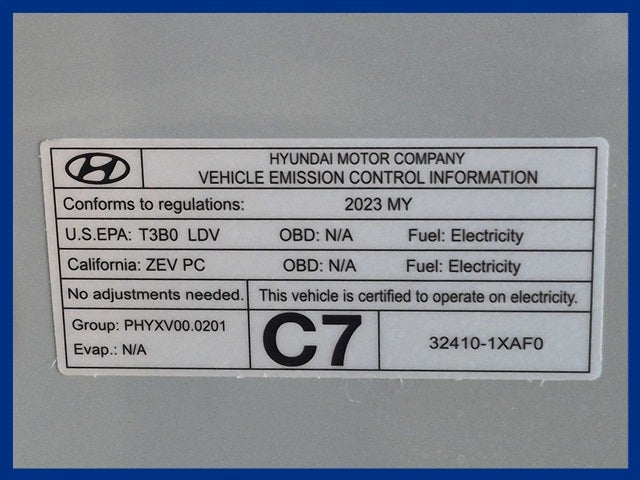 HYUNDAI MOTOR COMPANY
VEHICLE EMISSION CONTROL INFORMATION
Conforms to regulations: 2023 MY
U.S.EPA: T3B0 LDV OBD: N/A Fuel: Electricity
California: ZEV PC OBD: N/A Fuel: Electricity
No adjustments needed. This vehicle is certified to operate on electricity.
Group: PHYXV00.0201
Evap.: N/A
C7
32410-1XAF0